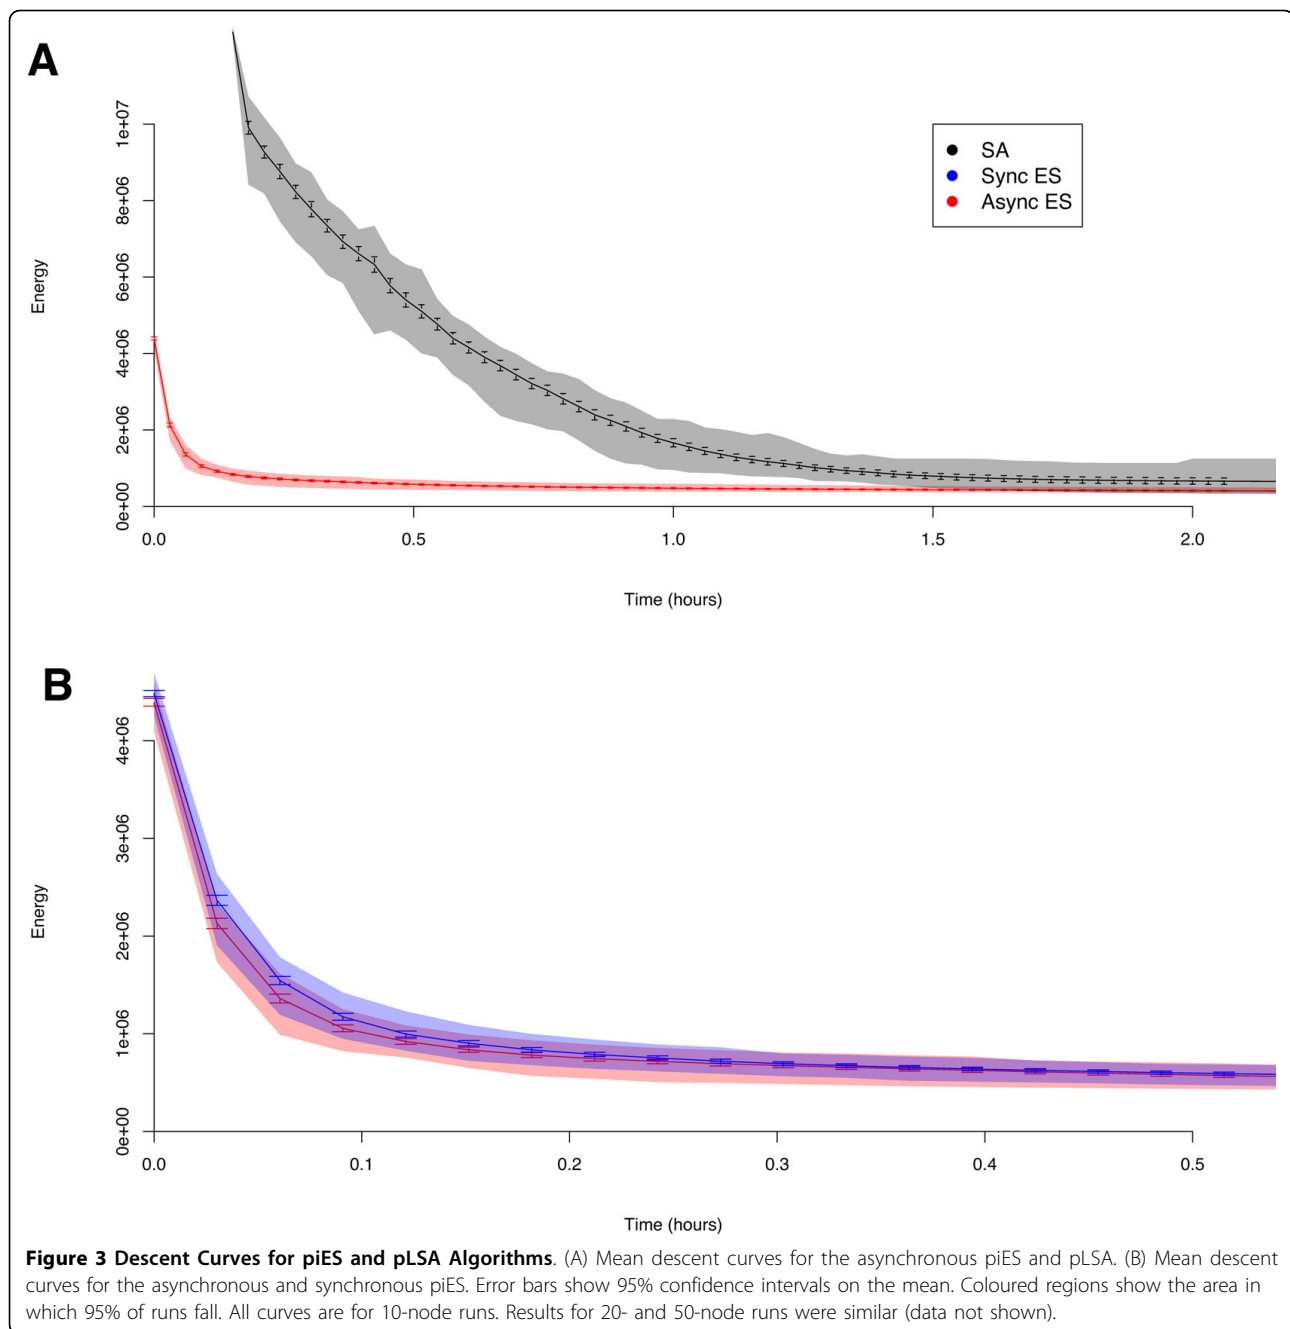 A
1e+07
8e+06
6e+06
4e+06
2e+06
0e+00
Energy
SA
Sync ES
Async ES
0.0 0.5 1.0 1.5 2.0
Time (hours)
B
4e+06
3e+06
2e+06
1e+06
0e+00
Energy
0.0 0.1 0.2 0.3 0.4 0.5
Time (hours)
Figure 3 Descent Curves for piES and pLSA Algorithms. (A) Mean descent curves for the asynchronous piES and pLSA. (B) Mean descent
curves for the asynchronous and synchronous piES. Error bars show 95% confidence intervals on the mean. Coloured regions show the area in
which 95% of runs fall. All curves are for 10-node runs. Results for 20- and 50-node runs were similar (data not shown).